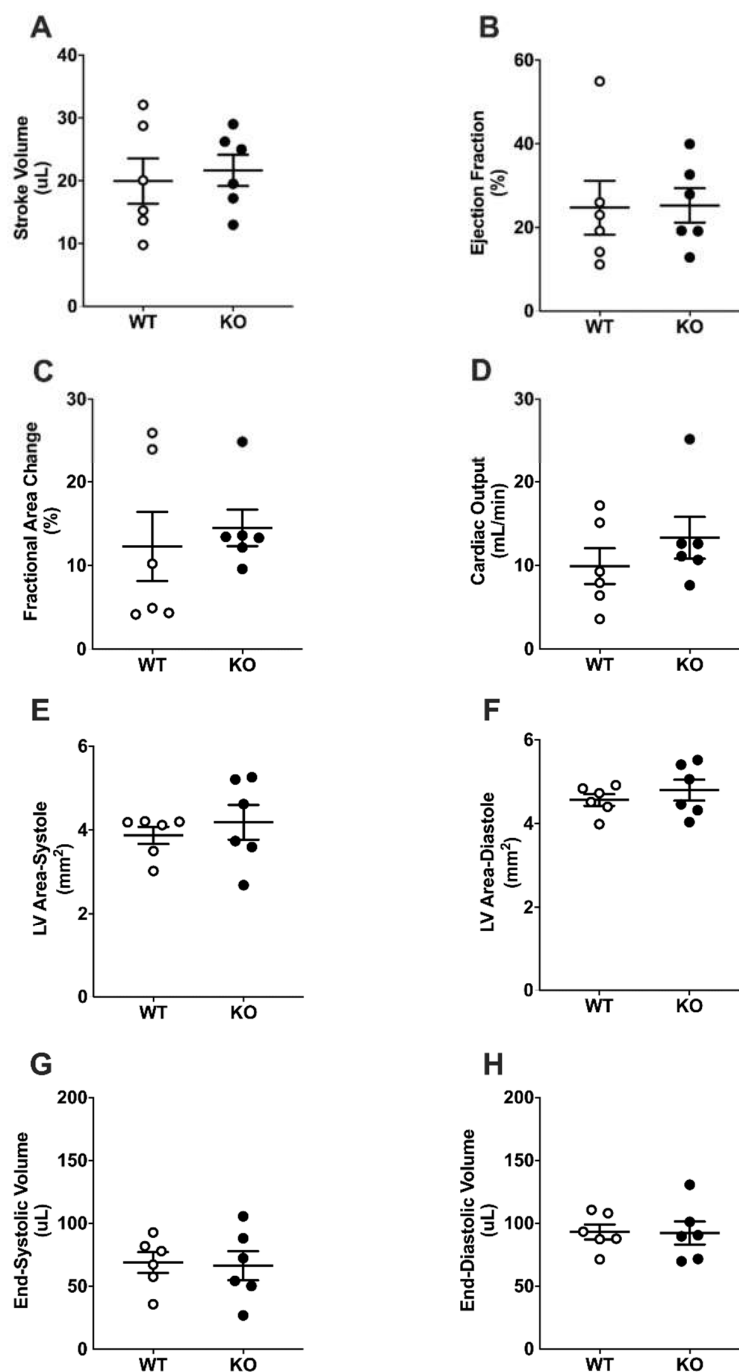 A
Stroke Volume
(uL)
40
30
20
10
0
WT
KO
B
Ejection Fraction
(%)
60
40
20
0
WT
KO
C
Fractional Area Change
(%)
30
20
10
0
WT
KO
D
Cardiac Output
(mL/min)
30
20
10
0
WT
KO
E
LV Area-Systole
(mm²)
6
4
2
0
WT
KO
F
LV Area-Diastole
(mm²)
6
4
2
0
WT
KO
G
End-Systolic Volume
(uL)
200
150
100
50
0
WT
KO
H
End-Diastolic Volume
(uL)
200
150
100
50
0
WT
KO